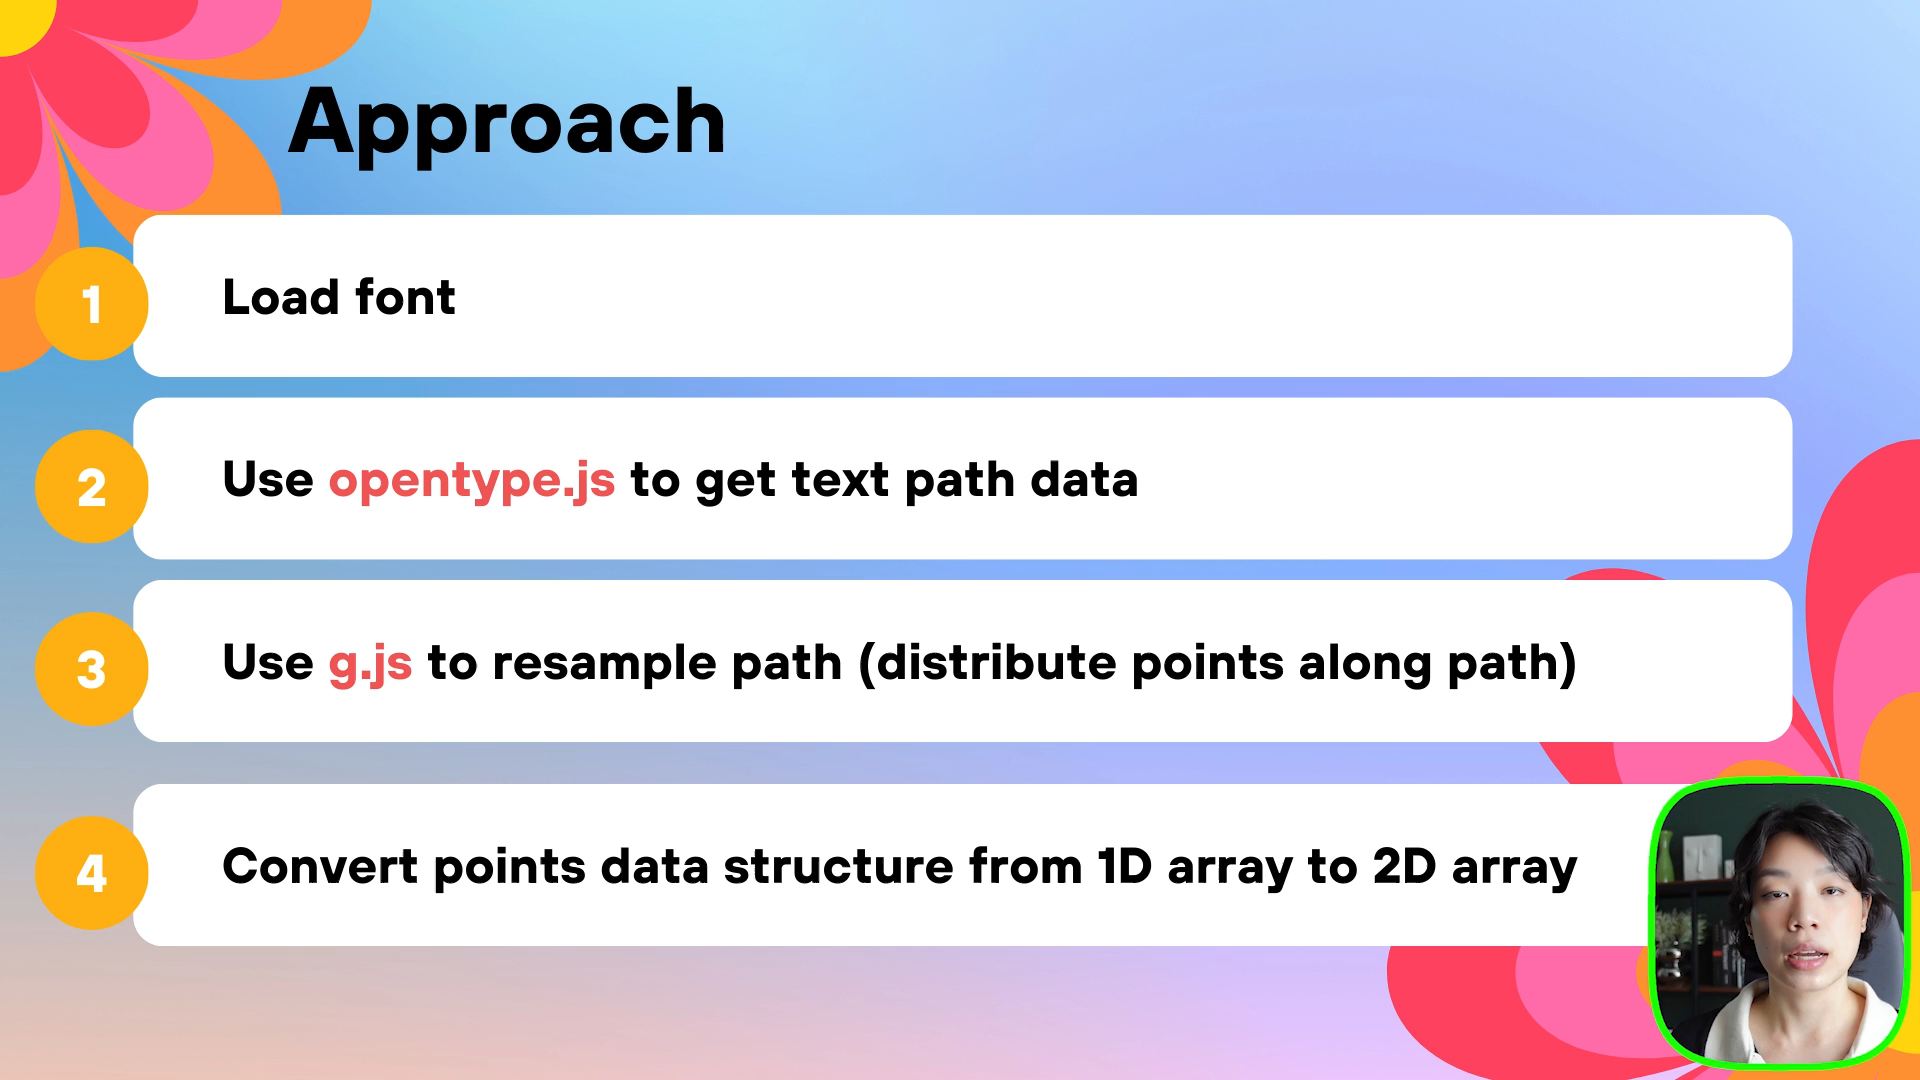 Approach
1
Load font
2
Use opentype.js to get text path data
3
Use g.js to resample path (distribute points along path)
4
Convert points data structure from 1D array to 2D array